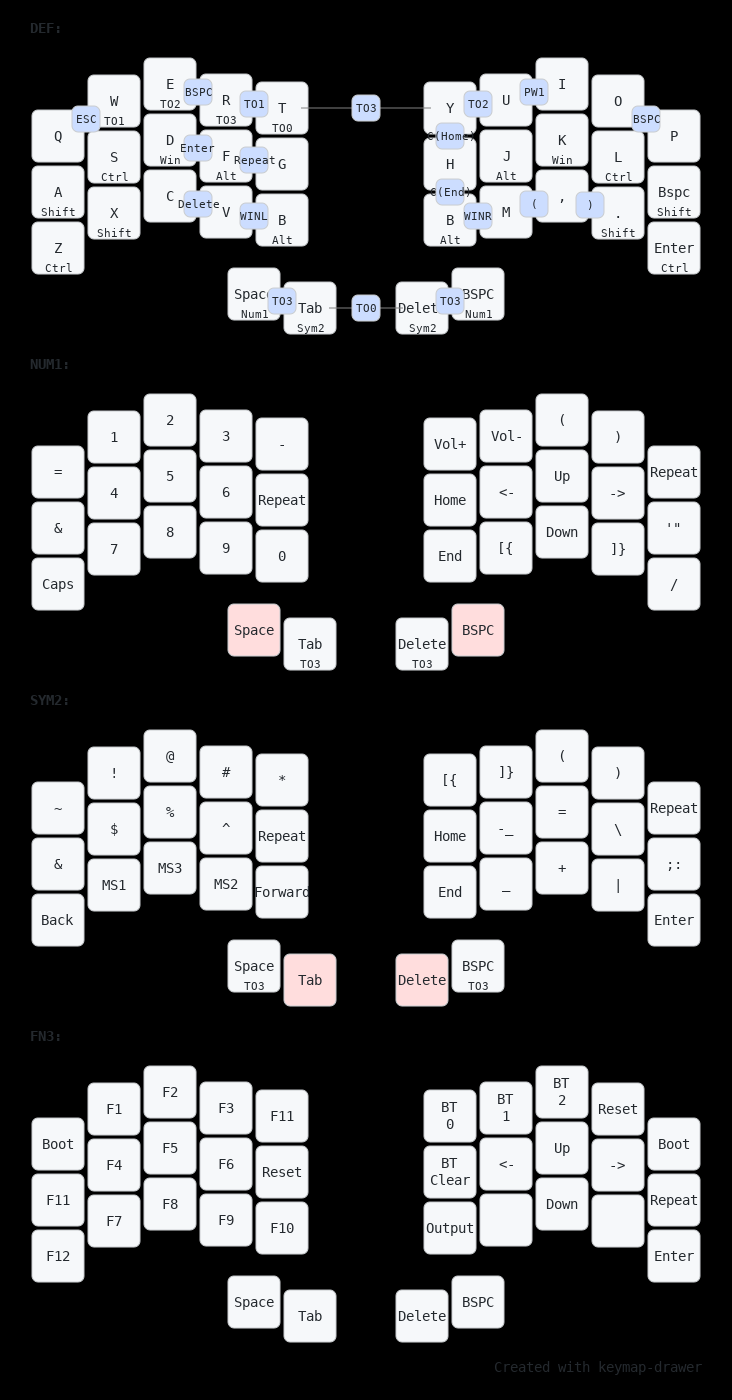 DEF:
E
BSPC
I
W
TO2
R
TO1
T
TO3
Y
TO2
U
PW1
O
ESC
TO1
TO3
TO0
BSPC
Q
D
C(Home)
K
P
S
Win
Enter
F
Repeat
G
H
J
Win
L
Ctrl
Alt
Alt
Ctrl
A
C
Delete
V
C(End)
,
Bspc
Shift
X
WINL
B
B
WINR
M
(
)
.
Shift
Shift
Alt
Alt
Shift
Z
Enter
Ctrl
Ctrl
Space
TO3
Tab
TO0
Delete
TO3
BSPC
Num1
Sym2
Sym2
Num1
NUM1:
2
(
1
3
-
Vol+
Vol-
)
=
5
Up
Repeat
4
6
Repeat
Home
<-
->
&
8
Down
'"
7
9
0
End
[{
]}
Caps
/
Space
Tab
Delete
BSPC
TO3
TO3
SYM2:
@
(
!
#
*
[{
]}
)
~
%
=
Repeat
$
^
Repeat
Home
-_
\
&
MS3
+
;:
MS1
MS2
Forward
End
_
|
Back
Enter
Space
Tab
Delete
BSPC
TO3
TO3
FN3:
F2
BT
2
F1
F3
F11
BT
0
BT
1
Reset
Boot
F5
Up
Boot
F4
F6
Reset
BT
Clear
<-
->
F11
F8
Down
Repeat
F7
F9
F10
Output
F12
Enter
Space
Tab
Delete
BSPC
Created with keymap-drawer